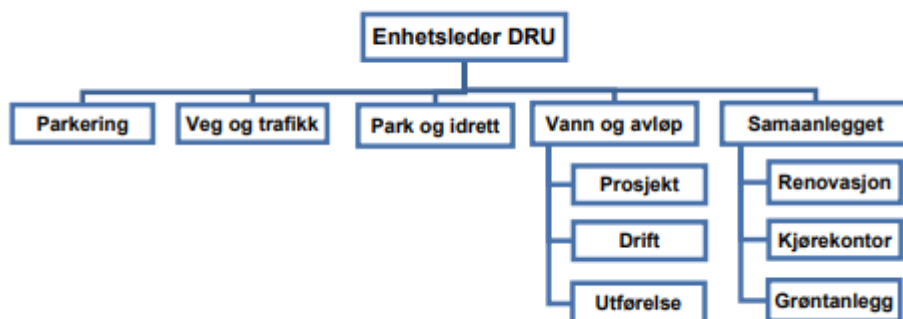 Enhetsleder DRU
Parkering
Veg og trafikk
Park og idrett
Vann og avløp
Samaanlegget
Prosjekt
Renovasjon
Drift
Kjørekontor
Utførelse
Grøntanlegg